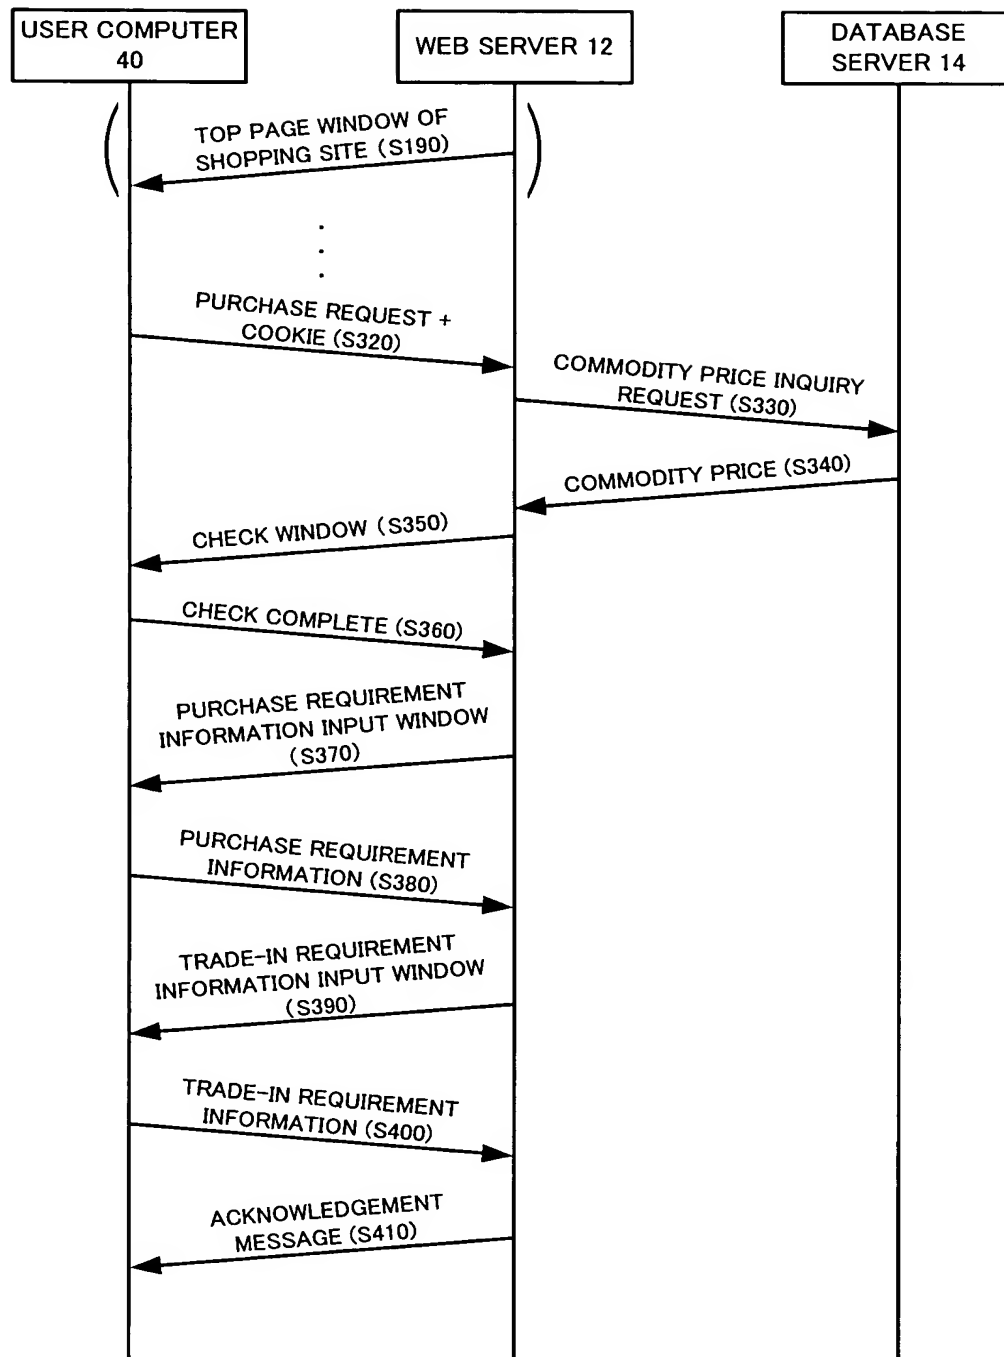 USER COMPUTER
40
WEB SERVER 12
DATABASE
SERVER 14
TOP PAGE WINDOW OF
SHOPPING SITE (S190)
PURCHASE REQUEST +
COOKIE (S320)
COMMODITY PRICE INQUIRY
REQUEST (S330)
COMMODITY PRICE (S340)
CHECK WINDOW (S350)
CHECK COMPLETE (S360)
PURCHASE REQUIREMENT
INFORMATION INPUT WINDOW
(S370)
PURCHASE REQUIREMENT
INFORMATION (S380)
TRADE-IN REQUIREMENT
INFORMATION INPUT WINDOW
(S390)
TRADE-IN REQUIREMENT
INFORMATION (S400)
ACKNOWLEDGEMENT
MESSAGE (S410)